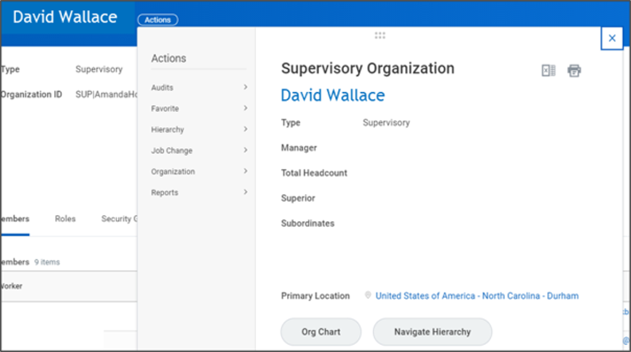 David Wallace
Actions
Type Supervisory
Organization ID SUP|AmandaHo
embers Roles Security G
embers 9 items
Worker
Actions
Audits
Favorite
Hierarchy
Job Change
Organization
Reports
Supervisory Organization
David Wallace
Type Supervisory
Manager
Total Headcount
Superior
Subordinates
Primary Location United States of America - North Carolina - Durham
Org Chart Navigate Hierarchy